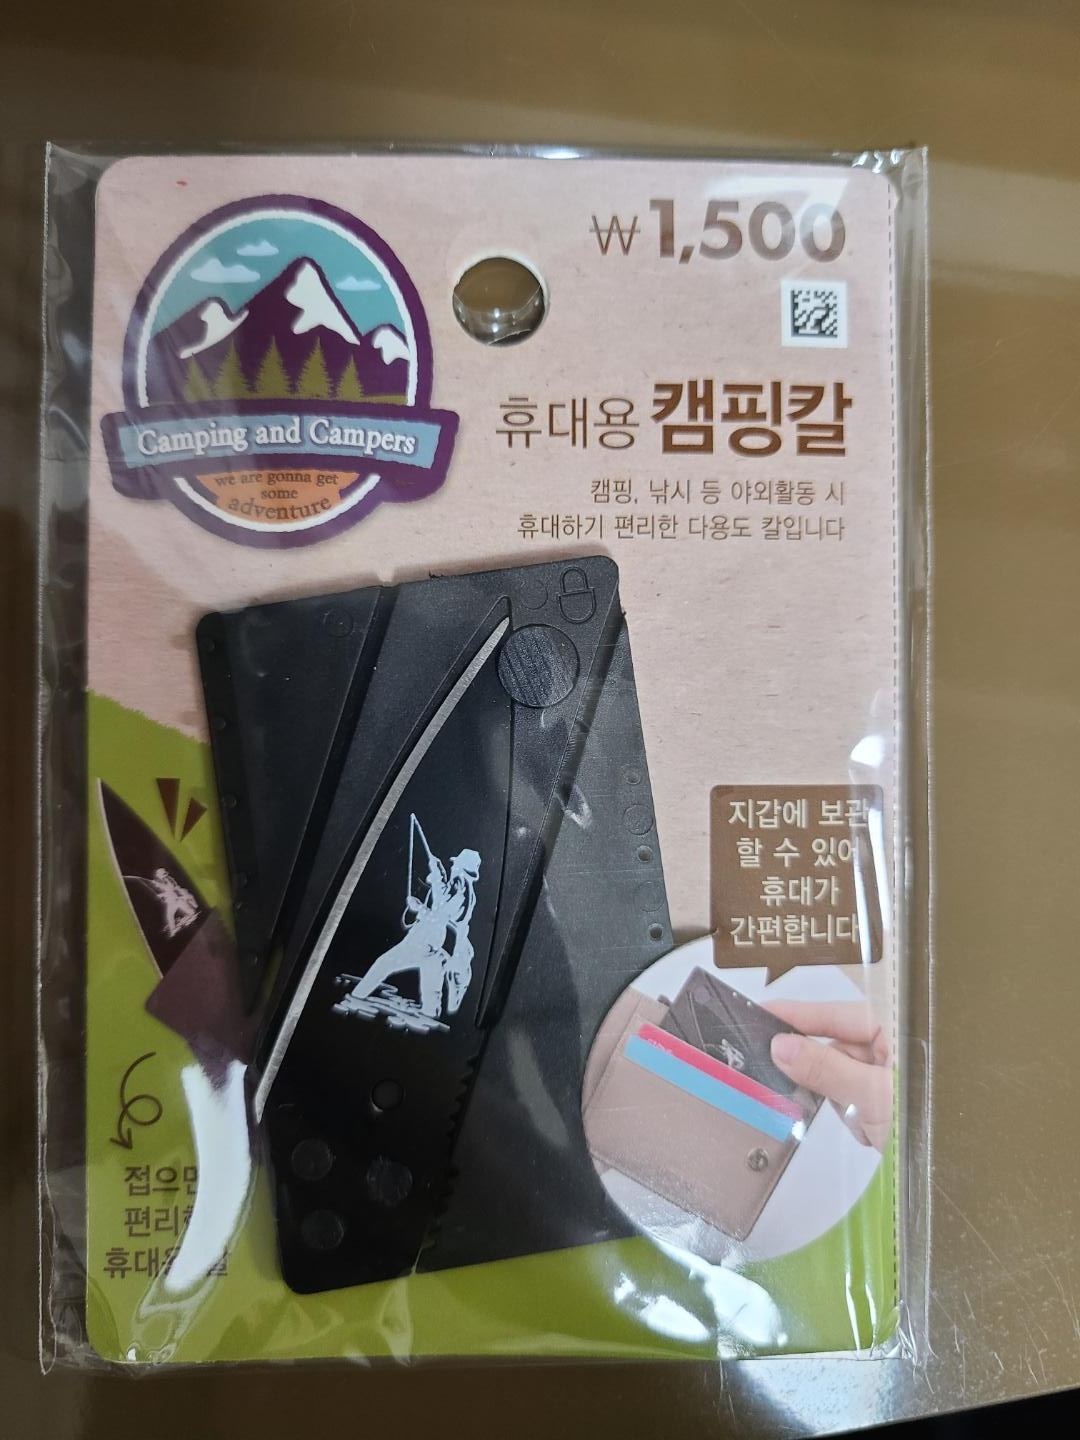 ₩1,500
Camping and Campers
we are gonna get
some
adventure
휴대용 캠핑칼
캠핑, 낚시 등 야외활동 시
휴대하기 편리한 다용도 칼입니다
지갑에 보관
할 수 있어
휴대가
간편합니다
접으면